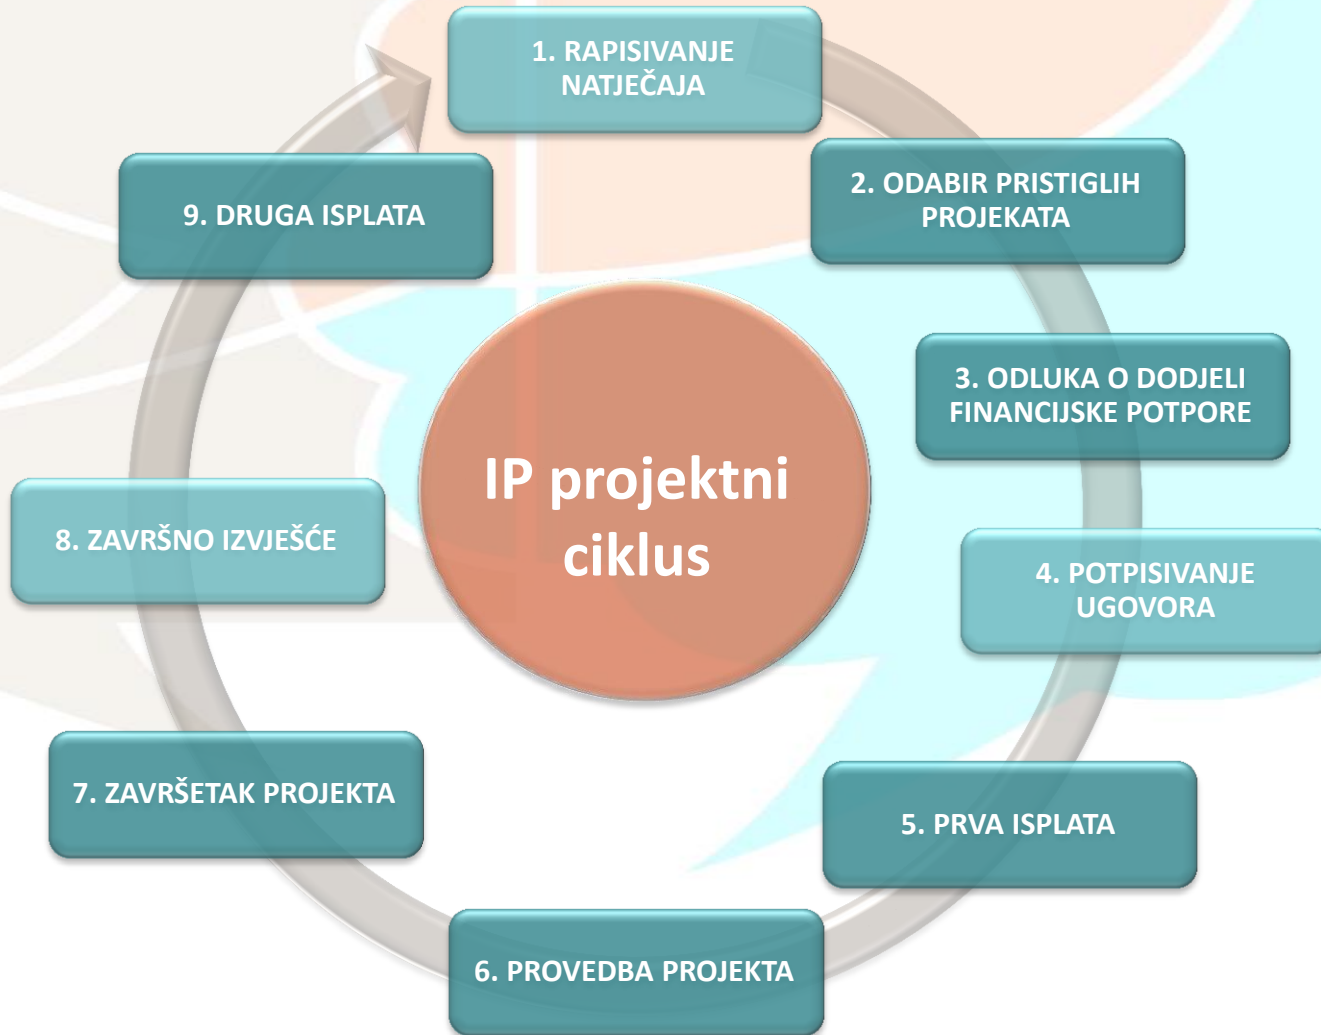 1. RAPISIVANJE
NATJEČAJA
2. ODABIR PRISTIGLIH
PROJEKATA
3. ODLUKA O DODJELI
FINANCIJSKE POTPORE
4. POTPISIVANJE
UGOVORA
5. PRVA ISPLATA
6. PROVEDBA PROJEKTA
7. ZAVRŠETAK PROJEKTA
8. ZAVRŠNO IZVJEŠĆE
9. DRUGA ISPLATA
IP projektni
ciklus